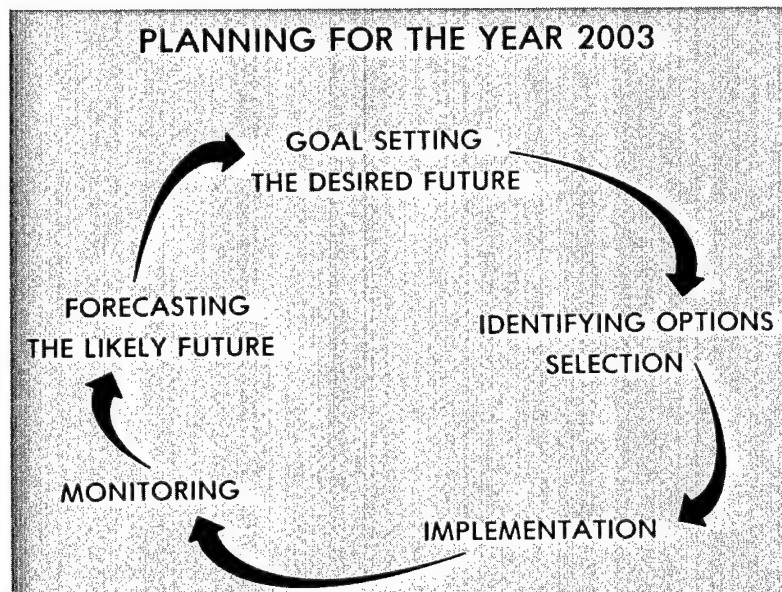 PLANNING FOR THE YEAR 2003
GOAL SETTING
THE DESIRED FUTURE
IDENTIFYING OPTIONS
SELECTION
IMPLEMENTATION
MONITORING
FORECASTING
THE LIKELY FUTURE